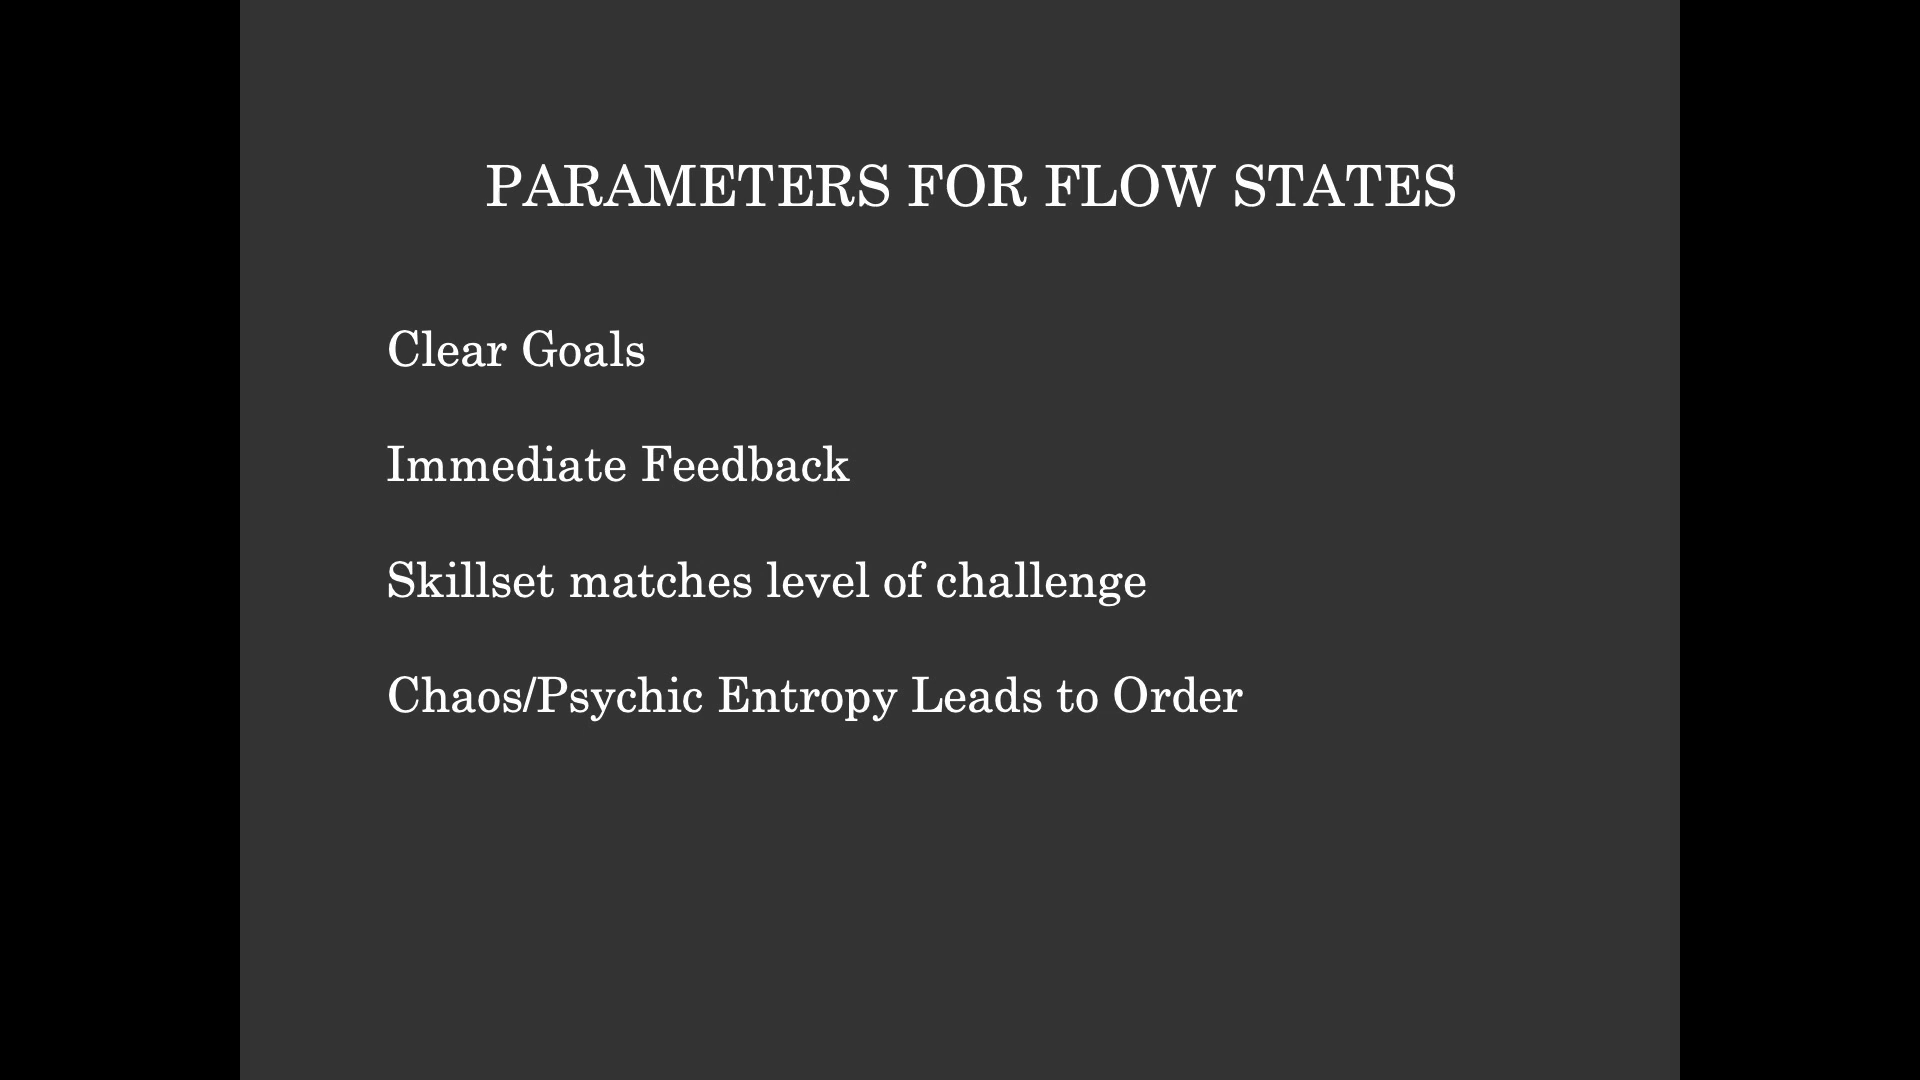 PARAMETERS FOR FLOW STATES
Clear Goals
Immediate Feedback
Skillset matches level of challenge
Chaos/Psychic Entropy Leads to Order